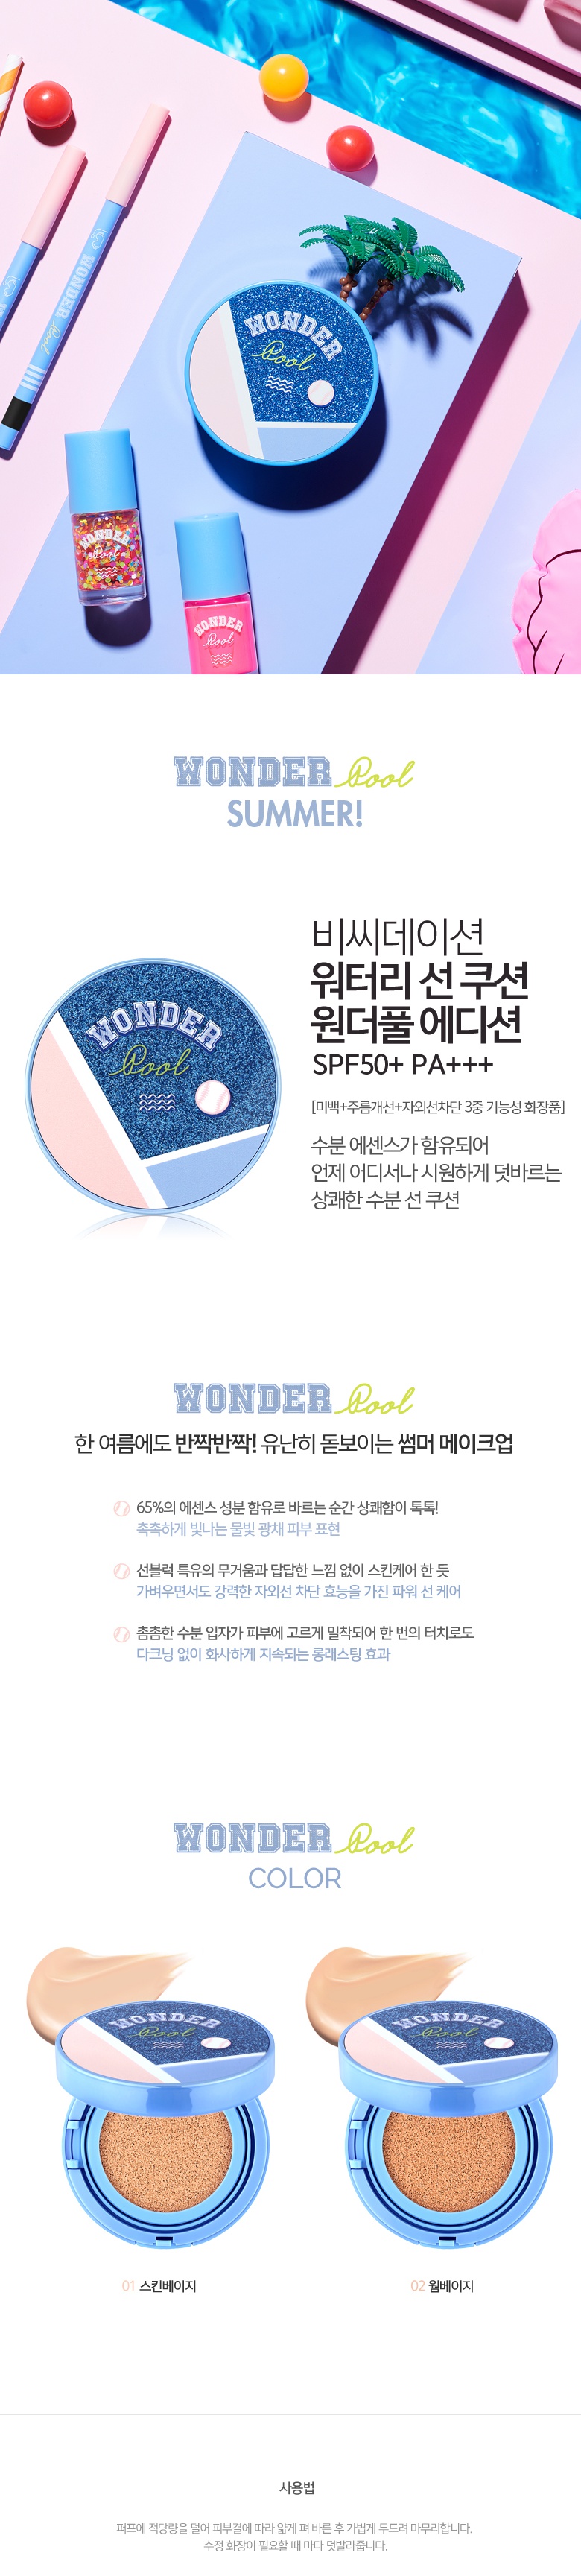 WONDER
Pool
WONDER
WONDER
Pool
WONDER
Pool
WONDER Pool
SUMMER!
비씨데이션
워터리 선 쿠션
원더풀 에디션
SPF50+ PA+++
[미백+주름개선+자외선차단 3중 기능성 화장품]
수분 에센스가 함유되어
언제 어디서나 시원하게 덧바르는
상쾌한 수분 선 쿠션
WONDER
Pool
WONDER Pool
한 여름에도 반짝반짝! 유난히 돋보이는 썸머 메이크업
65%의 에센스 성분 함유로 바르는 순간 상쾌함이 톡톡!
촉촉하게 빛나는 물빛 광채 피부 표현
선블럭 특유의 무거움과 답답한 느낌 없이 스킨케어 한 듯
가벼우면서도 강력한 자외선 차단 효능을 가진 파워 선 케어
촘촘한 수분 입자가 피부에 고르게 밀착되어 한 번의 터치로도
다크닝 없이 화사하게 지속되는 롱래스팅 효과
WONDER Pool
COLOR
WONDER
Pool
WONDER
Pool
01 스킨베이지
02 웜베이지
사용법
퍼프에 적당량을 덜어 피부결에 따라 얇게 펴 바른 후 가볍게 두드려 마무리합니다.
수정 화장이 필요할 때 마다 덧발라줍니다.